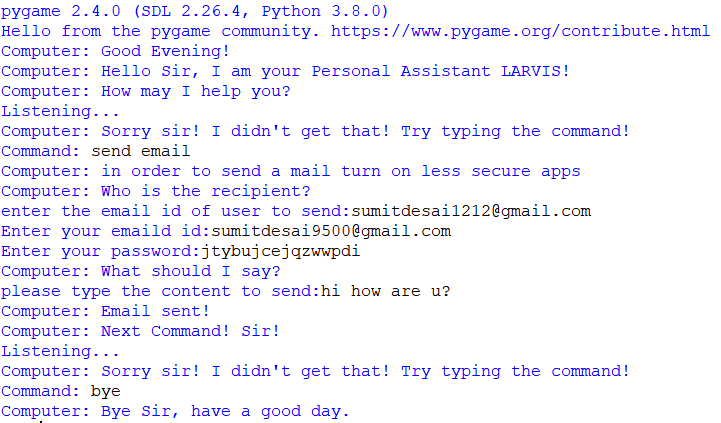 pygame 2.4.0 (SDL 2.26.4, Python 3.8.0)
Hello from the pygame community. https://www.pygame.org/contribute.html
Computer: Good Evening!
Computer: Hello Sir, I am your Personal Assistant LARVIS!
Computer: How may I help you?
Listening...
Computer: Sorry sir! I didn't get that! Try typing the command!
Command: send email
Computer: in order to send a mail turn on less secure apps
Computer: Who is the recipient?
enter the email id of user to send:sumitdesai1212@gmail.com
Enter your emaild id:sumitdesai9500@gmail.com
Enter your password:jtybujcejqzwwpdi
Computer: What should I say?
please type the content to send:hi how are u?
Computer: Email sent!
Computer: Next Command! Sir!
Listening...
Computer: Sorry sir! I didn't get that! Try typing the command!
Command: bye
Computer: Bye Sir, have a good day.